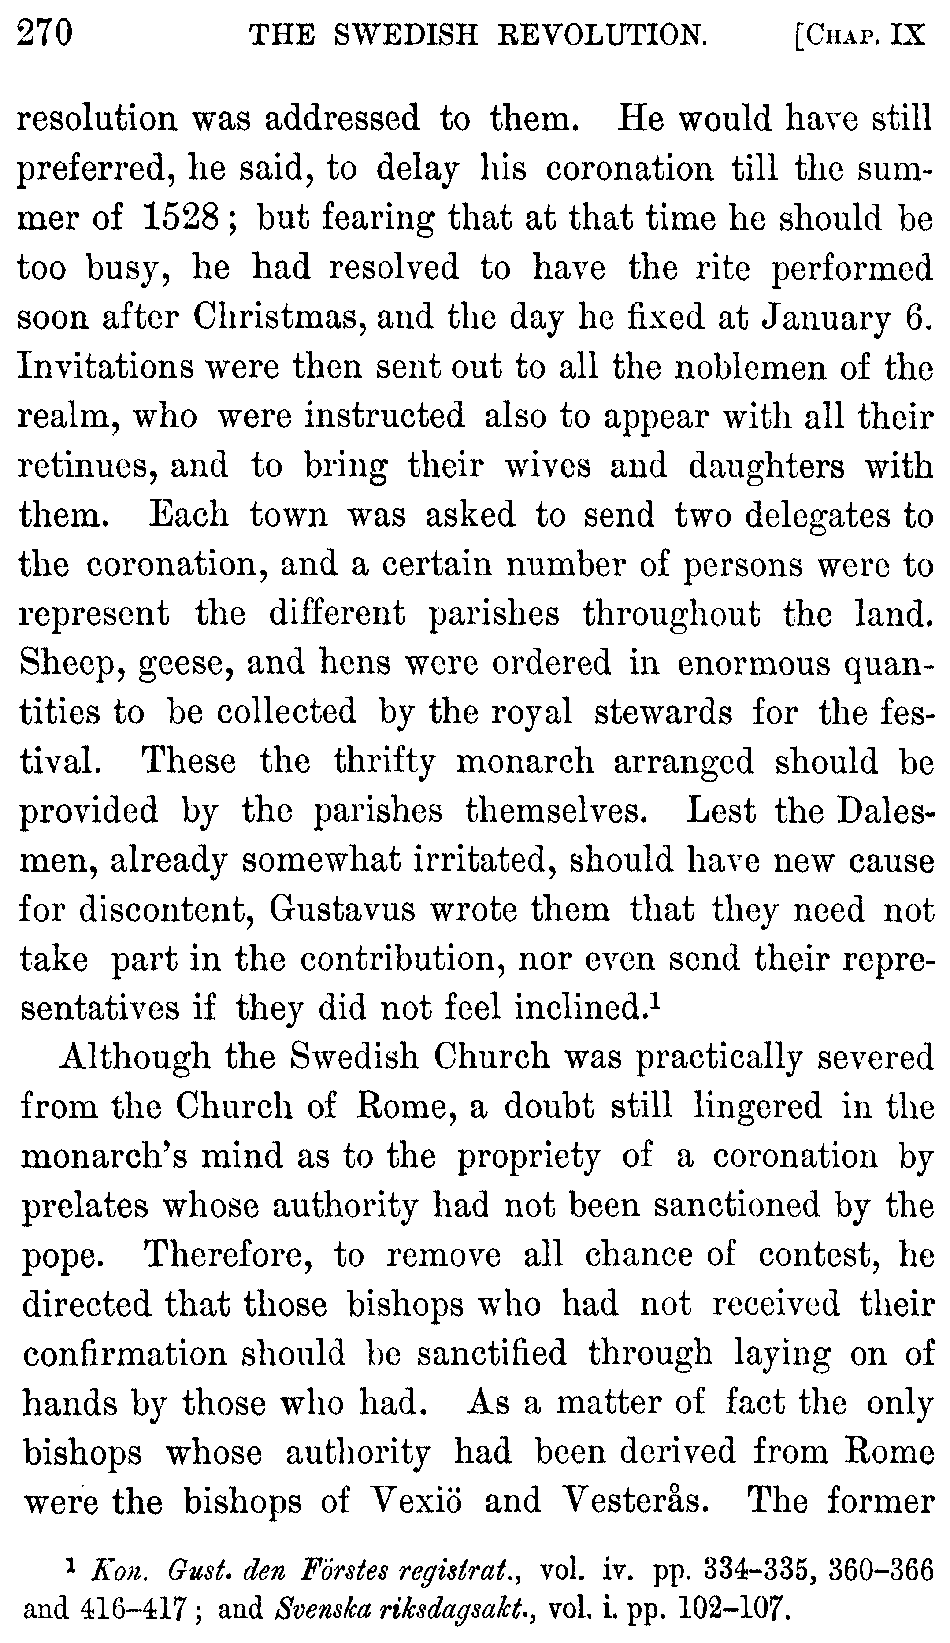 270 THE SWEDISH REVOLUTION. [CHAP. IX
resolution was addressed to them. He would have still
preferred, he said, to delay his coronation till the sum-
mer of 1528; but fearing that at that time he should be
too busy, he had resolved to have the rite performed
soon after Christmas, and the day he fixed at January 6.
Invitations were then sent out to all the noblemen of the
realm, who were instructed also to appear with all their
retinues, and to bring their wives and daughters with
them. Each town was asked to send two delegates to
the coronation, and a certain number of persons were to
represent the different parishes throughout the land.
Sheep, geese, and hens were ordered in enormous quan-
tities to be collected by the royal stewards for the fes-
tival. These the thrifty monarch arranged should be
provided by the parishes themselves. Lest the Dales-
men, already somewhat irritated, should have new cause
for discontent, Gustavus wrote them that they need not
take part in the contribution, nor even send their repre-
sentatives if they did not feel inclined.¹
Although the Swedish Church was practically severed
from the Church of Rome, a doubt still lingered in the
monarch's mind as to the propriety of a coronation by
prelates whose authority had not been sanctioned by the
pope. Therefore, to remove all chance of contest, he
directed that those bishops who had not received their
confirmation should be sanctified through laying on of
hands by those who had. As a matter of fact the only
bishops whose authority had been derived from Rome
were the bishops of Vexiö and Vesterås. The former
¹ Kon. Gust. den Förstes registrat., vol. iv. pp. 334–335, 360–366
and 416–417; and Svenska riksdagsakt., vol. i. pp. 102–107.